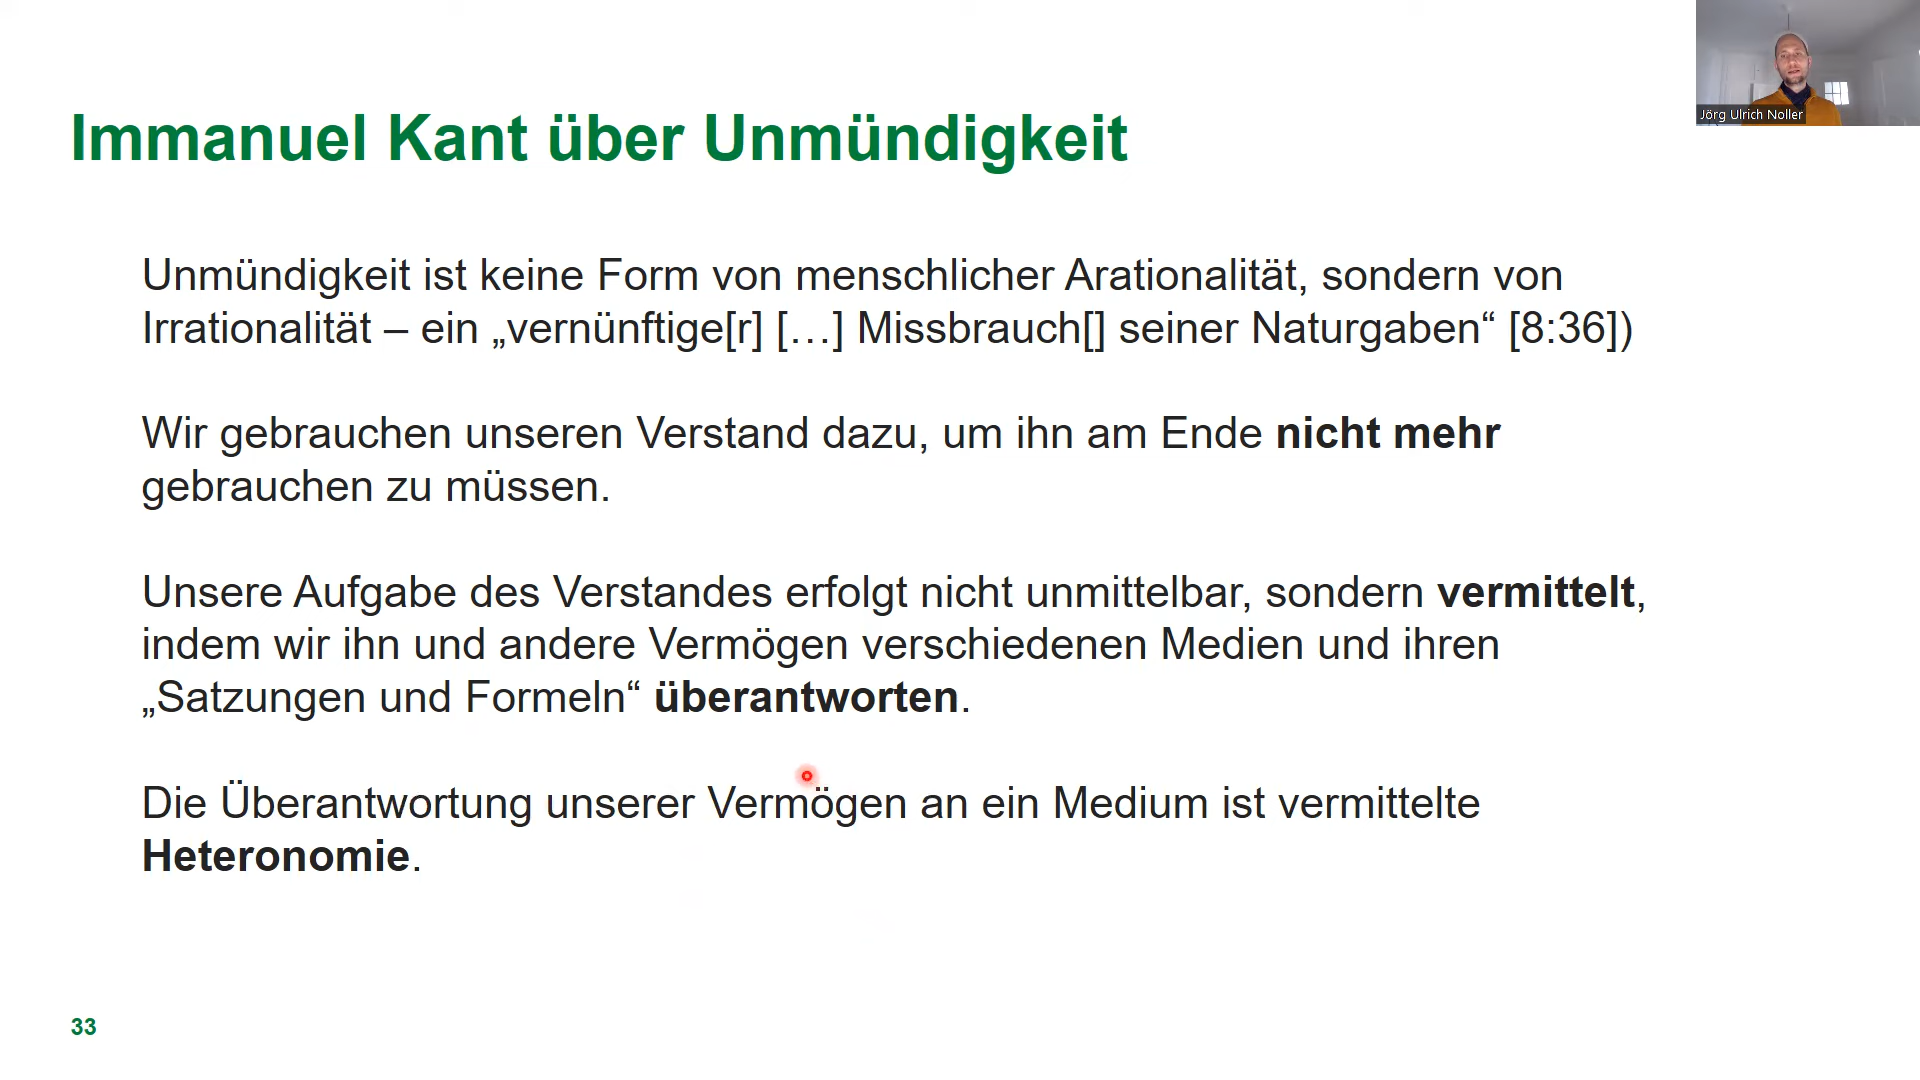 Jörg Ulrich Noller
Immanuel Kant über Unmündigkeit
Unmündigkeit ist keine Form von menschlicher Arationalität, sondern von
Irrationalität – ein „vernünftige[r] […] Missbrauch[] seiner Naturgaben“ [8:36])
Wir gebrauchen unseren Verstand dazu, um ihn am Ende nicht mehr
gebrauchen zu müssen.
Unsere Aufgabe des Verstandes erfolgt nicht unmittelbar, sondern vermittelt,
indem wir ihn und andere Vermögen verschiedenen Medien und ihren
„Satzungen und Formeln“ überantworten.
Die Überantwortung unserer Vermögen an ein Medium ist vermittelte
Heteronomie.
33